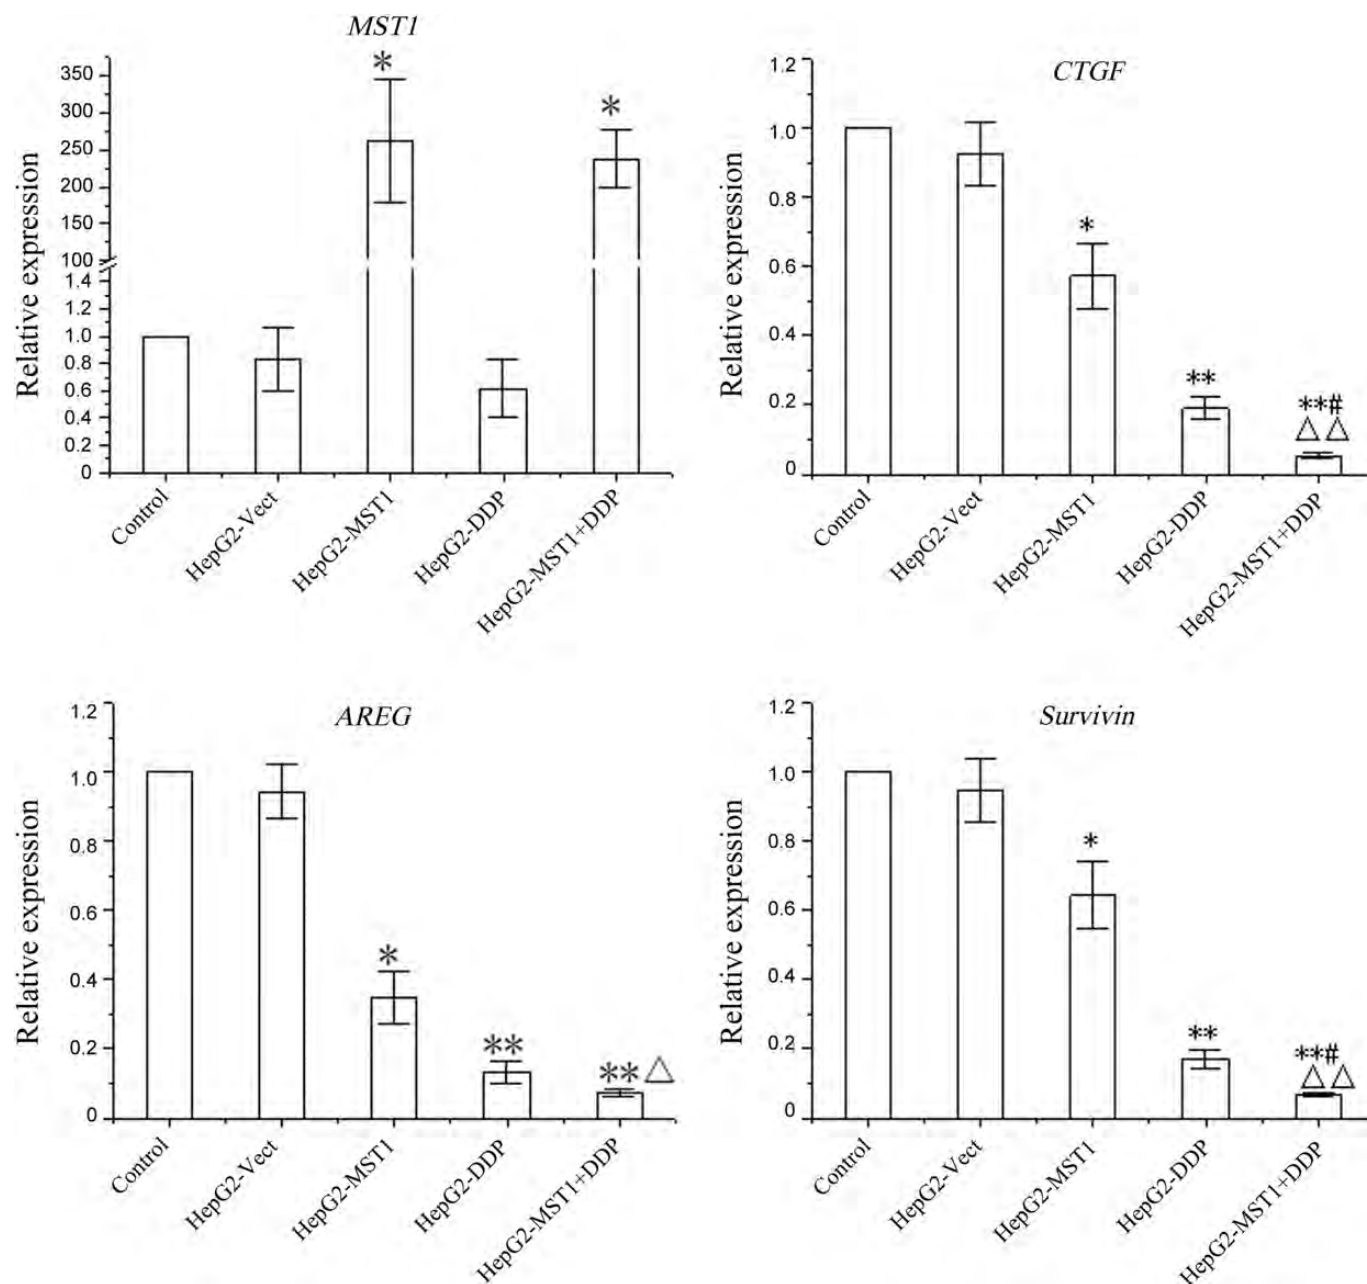 MST1
Relative expression
350
300
250
200
150
100
1.4
1.2
1.0
0.8
0.6
0.4
0.2
0
*
*
Control
HepG2-Vect
HepG2-MST1
HepG2-DDP
HepG2-MST1+DDP
CTGF
Relative expression
1.2
1.0
0.8
0.6
0.4
0.2
0
*
**
**#
△△
Control
HepG2-Vect
HepG2-MST1
HepG2-DDP
HepG2-MST1+DDP
AREG
Relative expression
1.2
1.0
0.8
0.6
0.4
0.2
0
*
**
**△
Control
HepG2-Vect
HepG2-MST1
HepG2-DDP
HepG2-MST1+DDP
Survivin
Relative expression
1.2
1.0
0.8
0.6
0.4
0.2
0
*
**
**#
△△
Control
HepG2-Vect
HepG2-MST1
HepG2-DDP
HepG2-MST1+DDP